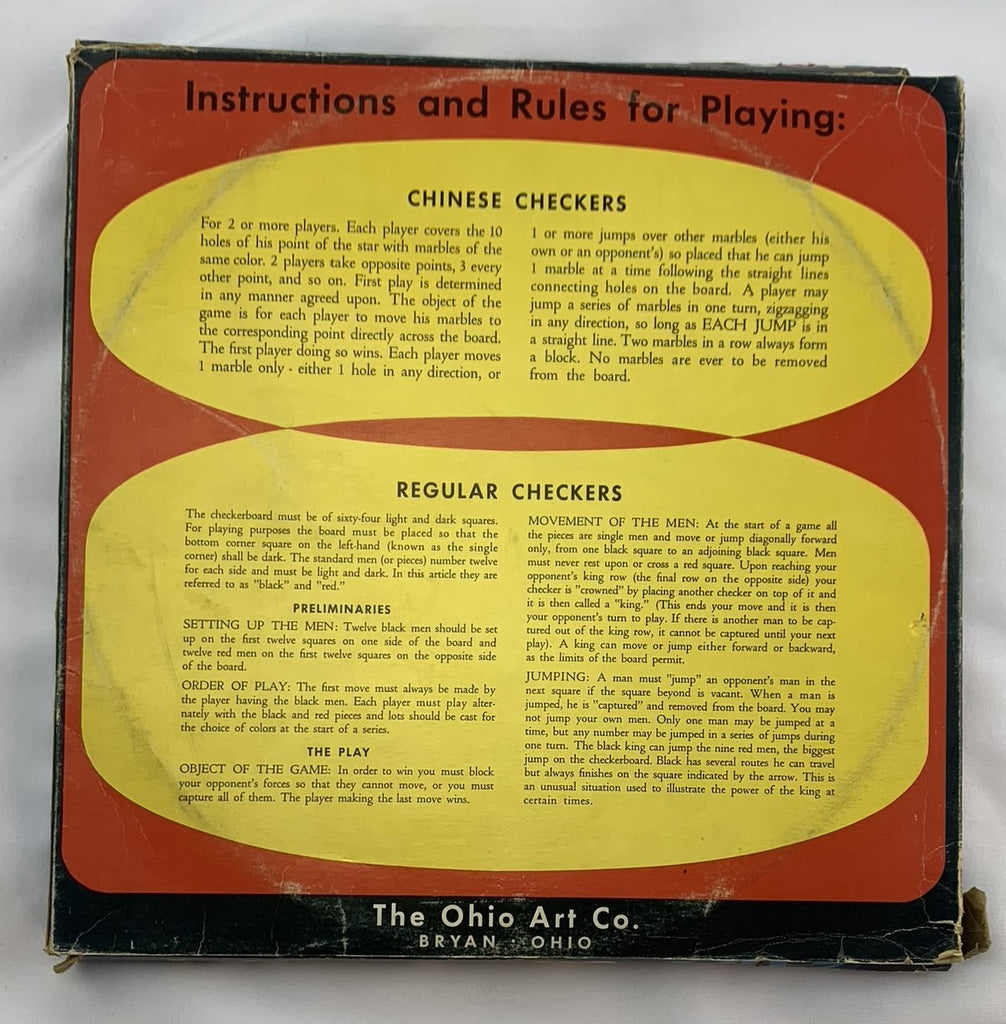 Instructions and Rules for Playing:
CHINESE CHECKERS
For 2 or more players. Each player covers the 10
holes of his point of the star with marbles of the
same color. 2 players take opposite points, 3 every
other point, and so on. First play is determined
in any manner agreed upon. The object of the
game is for each player to move his marbles to
the corresponding point directly across the board.
The first player doing so wins. Each player moves
1 marble only - either 1 hole in any direction, or
1 or more jumps over other marbles (either his
own or an opponent's) so placed that he can jump
1 marble at a time following the straight lines
connecting holes on the board. A player may
jump a series of marbles in one turn, zigzagging
in any direction, so long as EACH JUMP is in
a straight line. Two marbles in a row always form
a block. No marbles are ever to be removed
from the board.
REGULAR CHECKERS
The checkerboard must be of sixty-four light and dark squares.
For playing purposes the board must be placed so that the
bottom corner square on the left-hand (known as the single
corner) shall be dark. The standard men (or pieces) number twelve
for each side and must be light and dark. In this article they are
referred to as "black" and "red."
PRELIMINARIES
SETTING UP THE MEN: Twelve black men should be set
up on the first twelve squares on one side of the board and
twelve red men on the first twelve squares on the opposite side
of the board.
ORDER OF PLAY: The first move must always be made by
the player having the black men. Each player must play alter-
nately with the black and red pieces and lots should be cast for
the choice of colors at the start of a series.
THE PLAY
OBJECT OF THE GAME: In order to win you must block
your opponent's forces so that they cannot move, or you must
capture all of them. The player making the last move wins.
MOVEMENT OF THE MEN: At the start of a game all
the pieces are single men and move or jump diagonally forward
only, from one black square to an adjoining black square. Men
must never rest upon or cross a red square. Upon reaching your
opponent's king row (the final row on the opposite side) your
checker is "crowned" by placing another checker on top of it and
it is then called a "king." (This ends your move and it is then
your opponent's turn to play. If there is another man to be cap-
tured out of the king row, it cannot be captured until your next
play). A king can move or jump either forward or backward,
as the limits of the board permit.
JUMPING: A man must "jump" an opponent's man in the
next square if the square beyond is vacant. When a man is
jumped, he is "captured" and removed from the board. You may
not jump your own men. Only one man may be jumped at a
time, but any number may be jumped in a series of jumps during
one turn. The black king can jump the nine red men, the biggest
jump on the checkerboard. Black has several routes he can travel
but always finishes on the square indicated by the arrow. This is
an unusual situation used to illustrate the power of the king at
certain times.
The Ohio Art Co.
BRYAN · OHIO